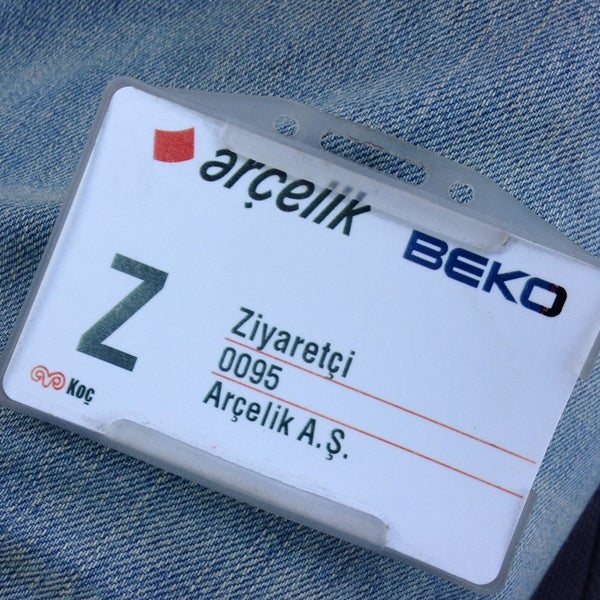 arçelik
BEKO
Z
Ziyaretçi
0095
Arçelik A.Ş.
Koç